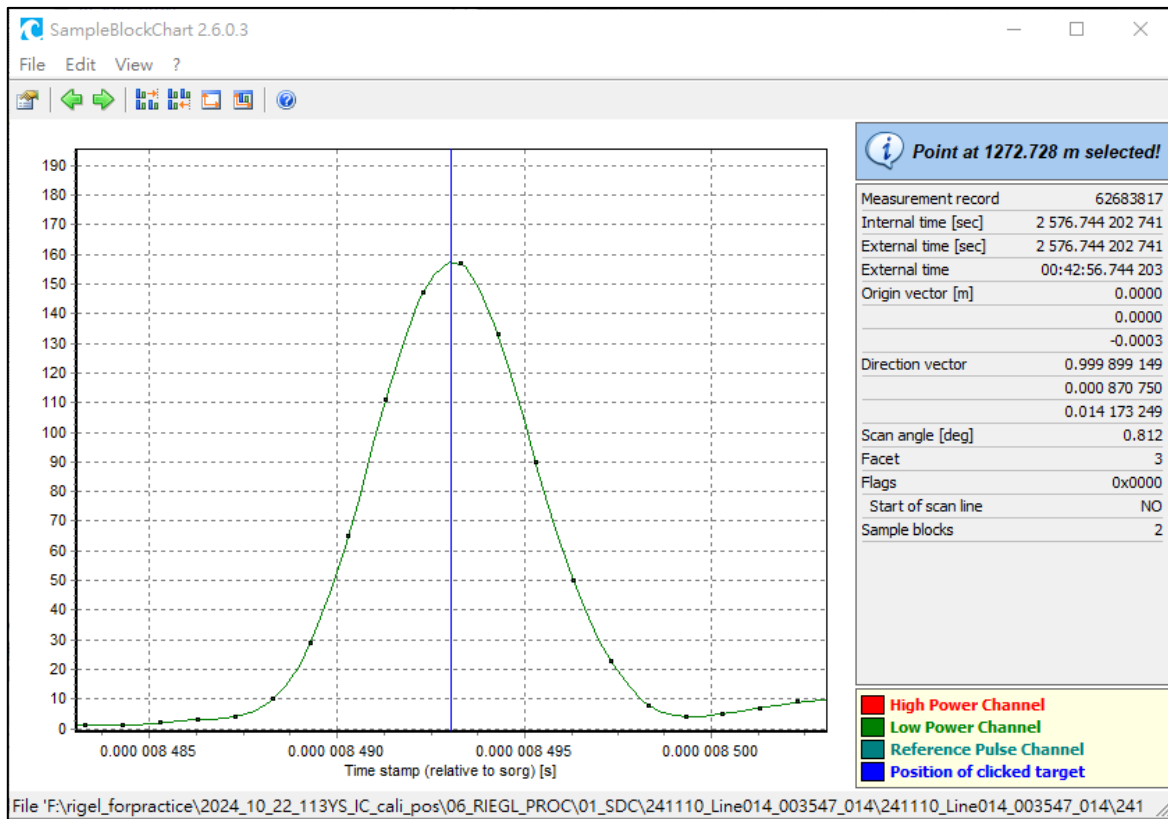 SampleBlockChart 2.6.0.3
File Edit View ?
Point at 1272.728 m selected!
190
180
170
160
150
140
130
120
110
100
90
80
70
60
50
40
30
20
10
0
0.000 008 485 0.000 008 490 0.000 008 495 0.000 008 500
Time stamp (relative to sorg) [s]
Measurement record 62683817
Internal time [sec] 2 576.744 202 741
External time [sec] 2 576.744 202 741
External time 00:42:56.744 203
Origin vector [m] 0.0000
0.0000
-0.0003
Direction vector 0.999 899 149
0.000 870 750
0.014 173 249
Scan angle [deg] 0.812
Facet 3
Flags 0x0000
Start of scan line NO
Sample blocks 2
High Power Channel
Low Power Channel
Reference Pulse Channel
Position of clicked target
File 'F:\rigel_forpractice\2024_10_22_113YS_IC_cali_pos\06_RIEGL_PROC\01_SDC\241110_Line014_003547_014\241110_Line014_003547_014\241